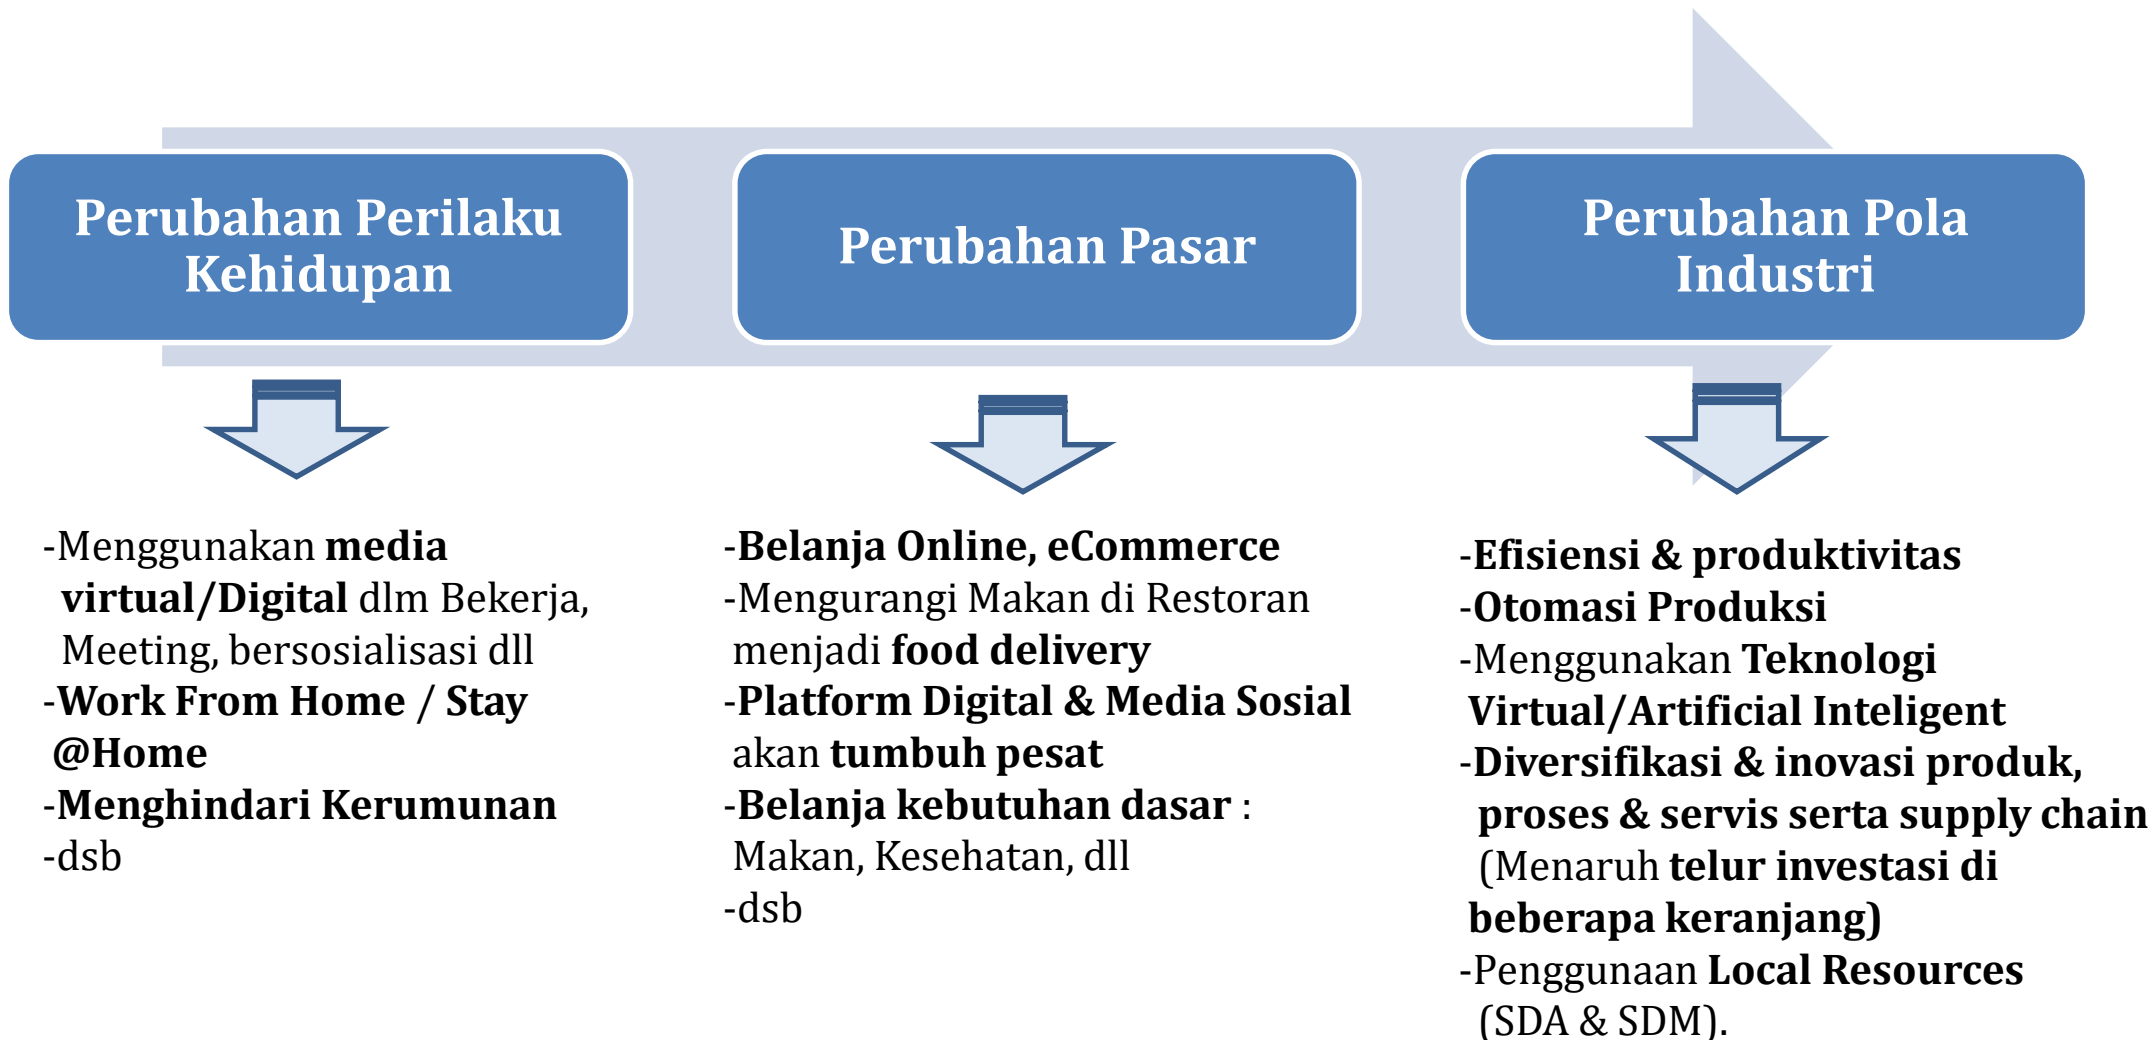 Perubahan Perilaku
Kehidupan
Perubahan Pasar
Perubahan Pola
Industri
-Menggunakan media
virtual/Digital dlm Bekerja,
Meeting, bersosialisasi dll
-Work From Home / Stay
@Home
-Menghindari Kerumunan
-dsb
-Belanja Online, eCommerce
-Mengurangi Makan di Restoran
menjadi food delivery
-Platform Digital & Media Sosial
akan tumbuh pesat
-Belanja kebutuhan dasar :
Makan, Kesehatan, dll
-dsb
-Efisiensi & produktivitas
-Otomasi Produksi
-Menggunakan Teknologi
Virtual/Artificial Inteligent
-Diversifikasi & inovasi produk,
proses & servis serta supply chain
(Menaruh telur investasi di
beberapa keranjang)
-Penggunaan Local Resources
(SDA & SDM).